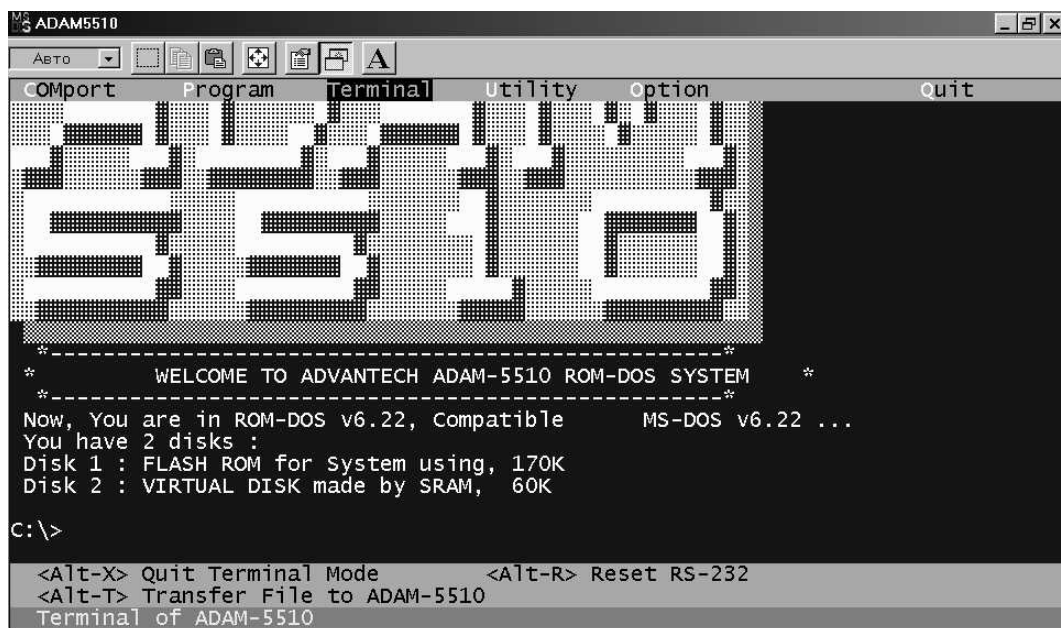 MS DOS ADAM5510
Авто A
COMport Program Terminal Utility Option Quit
5510
*---------------------------------------------------*
* WELCOME TO ADVANTECH ADAM-5510 ROM-DOS SYSTEM *
*---------------------------------------------------*
Now, You are in ROM-DOS v6.22, Compatible MS-DOS v6.22 ...
You have 2 disks :
Disk 1 : FLASH ROM for System using, 170K
Disk 2 : VIRTUAL DISK made by SRAM, 60K
C:\>
<Alt-X> Quit Terminal Mode <Alt-R> Reset RS-232
<Alt-T> Transfer File to ADAM-5510
Terminal of ADAM-5510